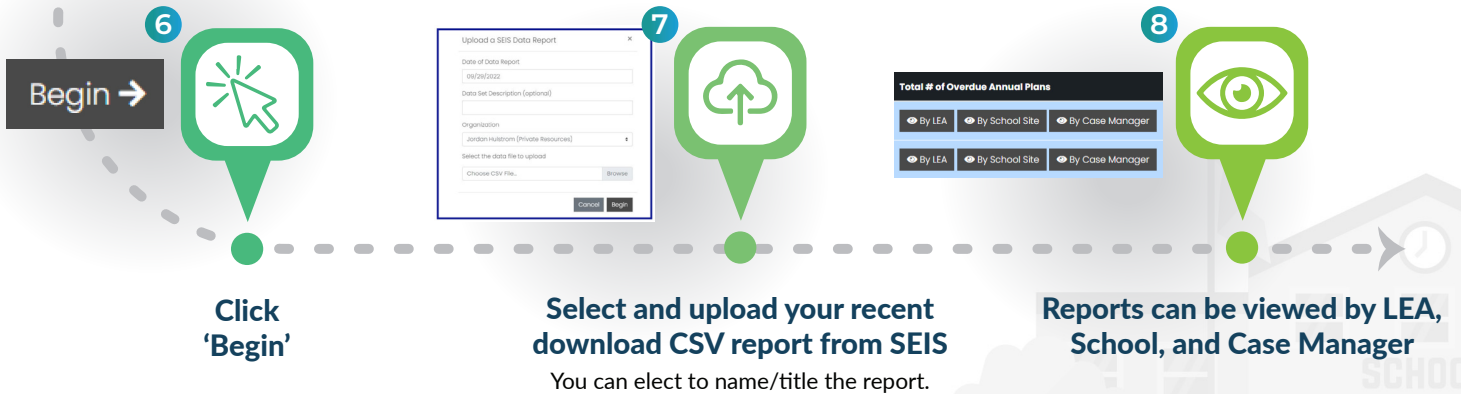 6
Begin →
Click
‘Begin’
7
Upload a SEIS Data Report ×
Date of Data Report
09/29/2022
Data Set Description (optional)
Organization
Jordan Hulstrom (Private Resources)
Select the data file to upload
Choose CSV File...
Browse
Cancel
Begin
Select and upload your recent
download CSV report from SEIS
You can elect to name/title the report.
8
Total # of Overdue Annual Plans
By LEA
By School Site
By Case Manager
By LEA
By School Site
By Case Manager
Reports can be viewed by LEA,
School, and Case Manager
SCHOO